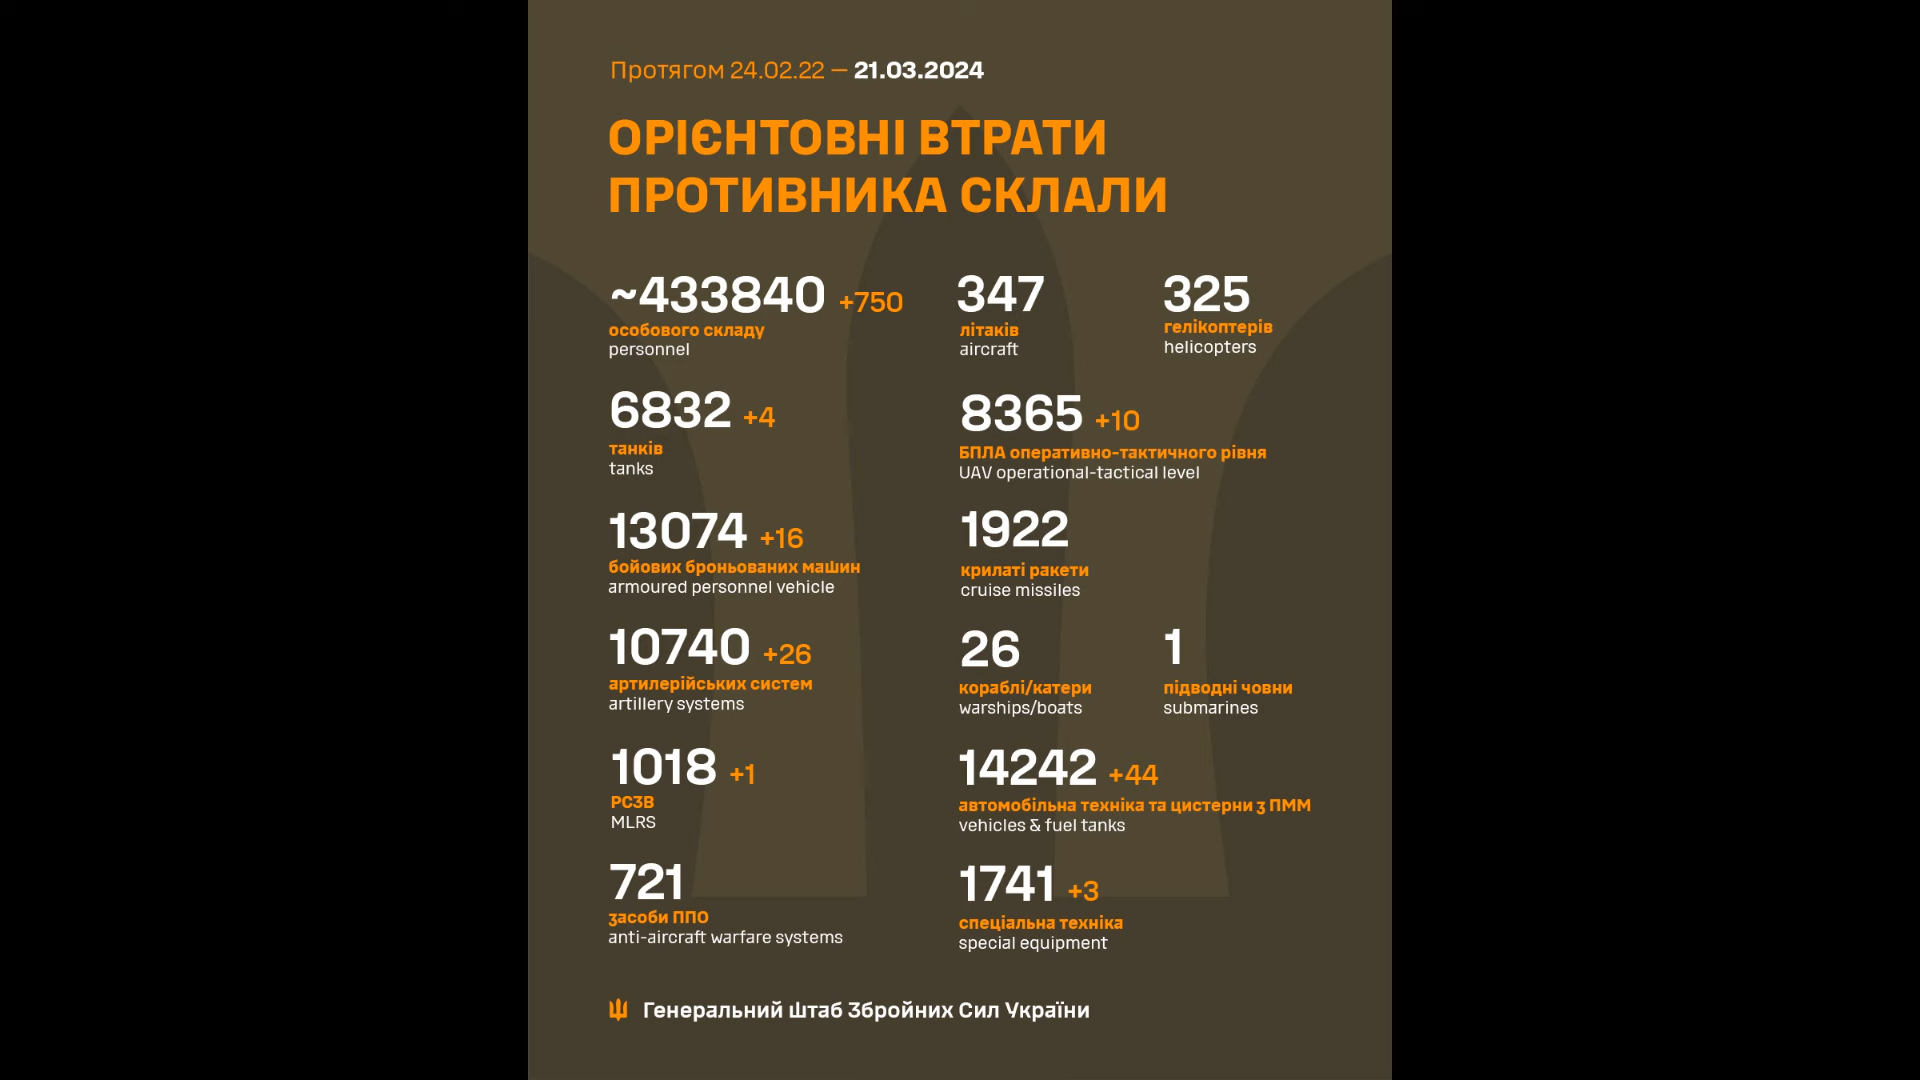 Протягом 24.02.22 — 21.03.2024
ОРІЄНТОВНІ ВТРАТИ
ПРОТИВНИКА СКЛАЛИ
~433840 +750
особового складу
personnel
347
літаків
aircraft
325
гелікоптерів
helicopters
6832 +4
танків
tanks
8365 +10
БПЛА оперативно-тактичного рівня
UAV operational-tactical level
13074 +16
бойових броньованих машин
armoured personnel vehicle
1922
крилаті ракети
cruise missiles
10740 +26
артилерійських систем
artillery systems
26
кораблі/катери
warships/boats
1
підводні човни
submarines
1018 +1
РСЗВ
MLRS
14242 +44
автомобільна техніка та цистерни з ПММ
vehicles & fuel tanks
721
засоби ППО
anti-aircraft warfare systems
1741 +3
спеціальна техніка
special equipment
Генеральний штаб Збройних Сил України